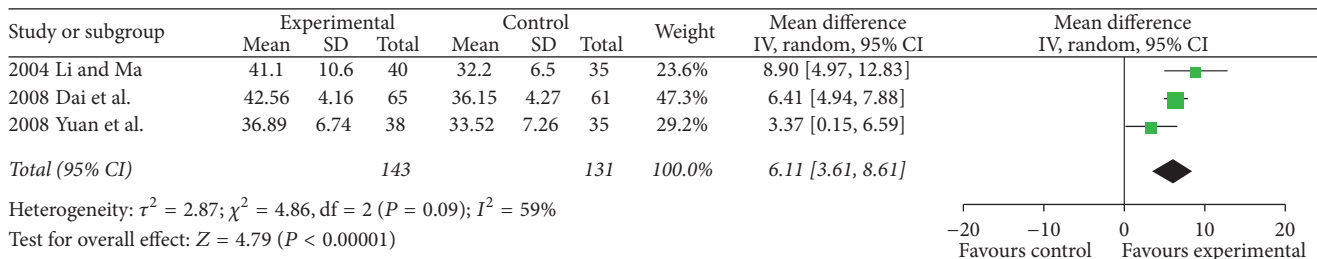 Study or subgroup Experimental Control Weight Mean difference Mean difference
Mean SD Total Mean SD Total IV, random, 95% CI IV, random, 95% CI
2004 Li and Ma 41.1 10.6 40 32.2 6.5 35 23.6% 8.90 [4.97, 12.83]
2008 Dai et al. 42.56 4.16 65 36.15 4.27 61 47.3% 6.41 [4.94, 7.88]
2008 Yuan et al. 36.89 6.74 38 33.52 7.26 35 29.2% 3.37 [0.15, 6.59]
Total (95% CI) 143 131 100.0% 6.11 [3.61, 8.61]
Heterogeneity: τ² = 2.87; χ² = 4.86, df = 2 (P = 0.09); I² = 59%
Test for overall effect: Z = 4.79 (P < 0.00001)
−20 −10 0 10 20
Favours control Favours experimental